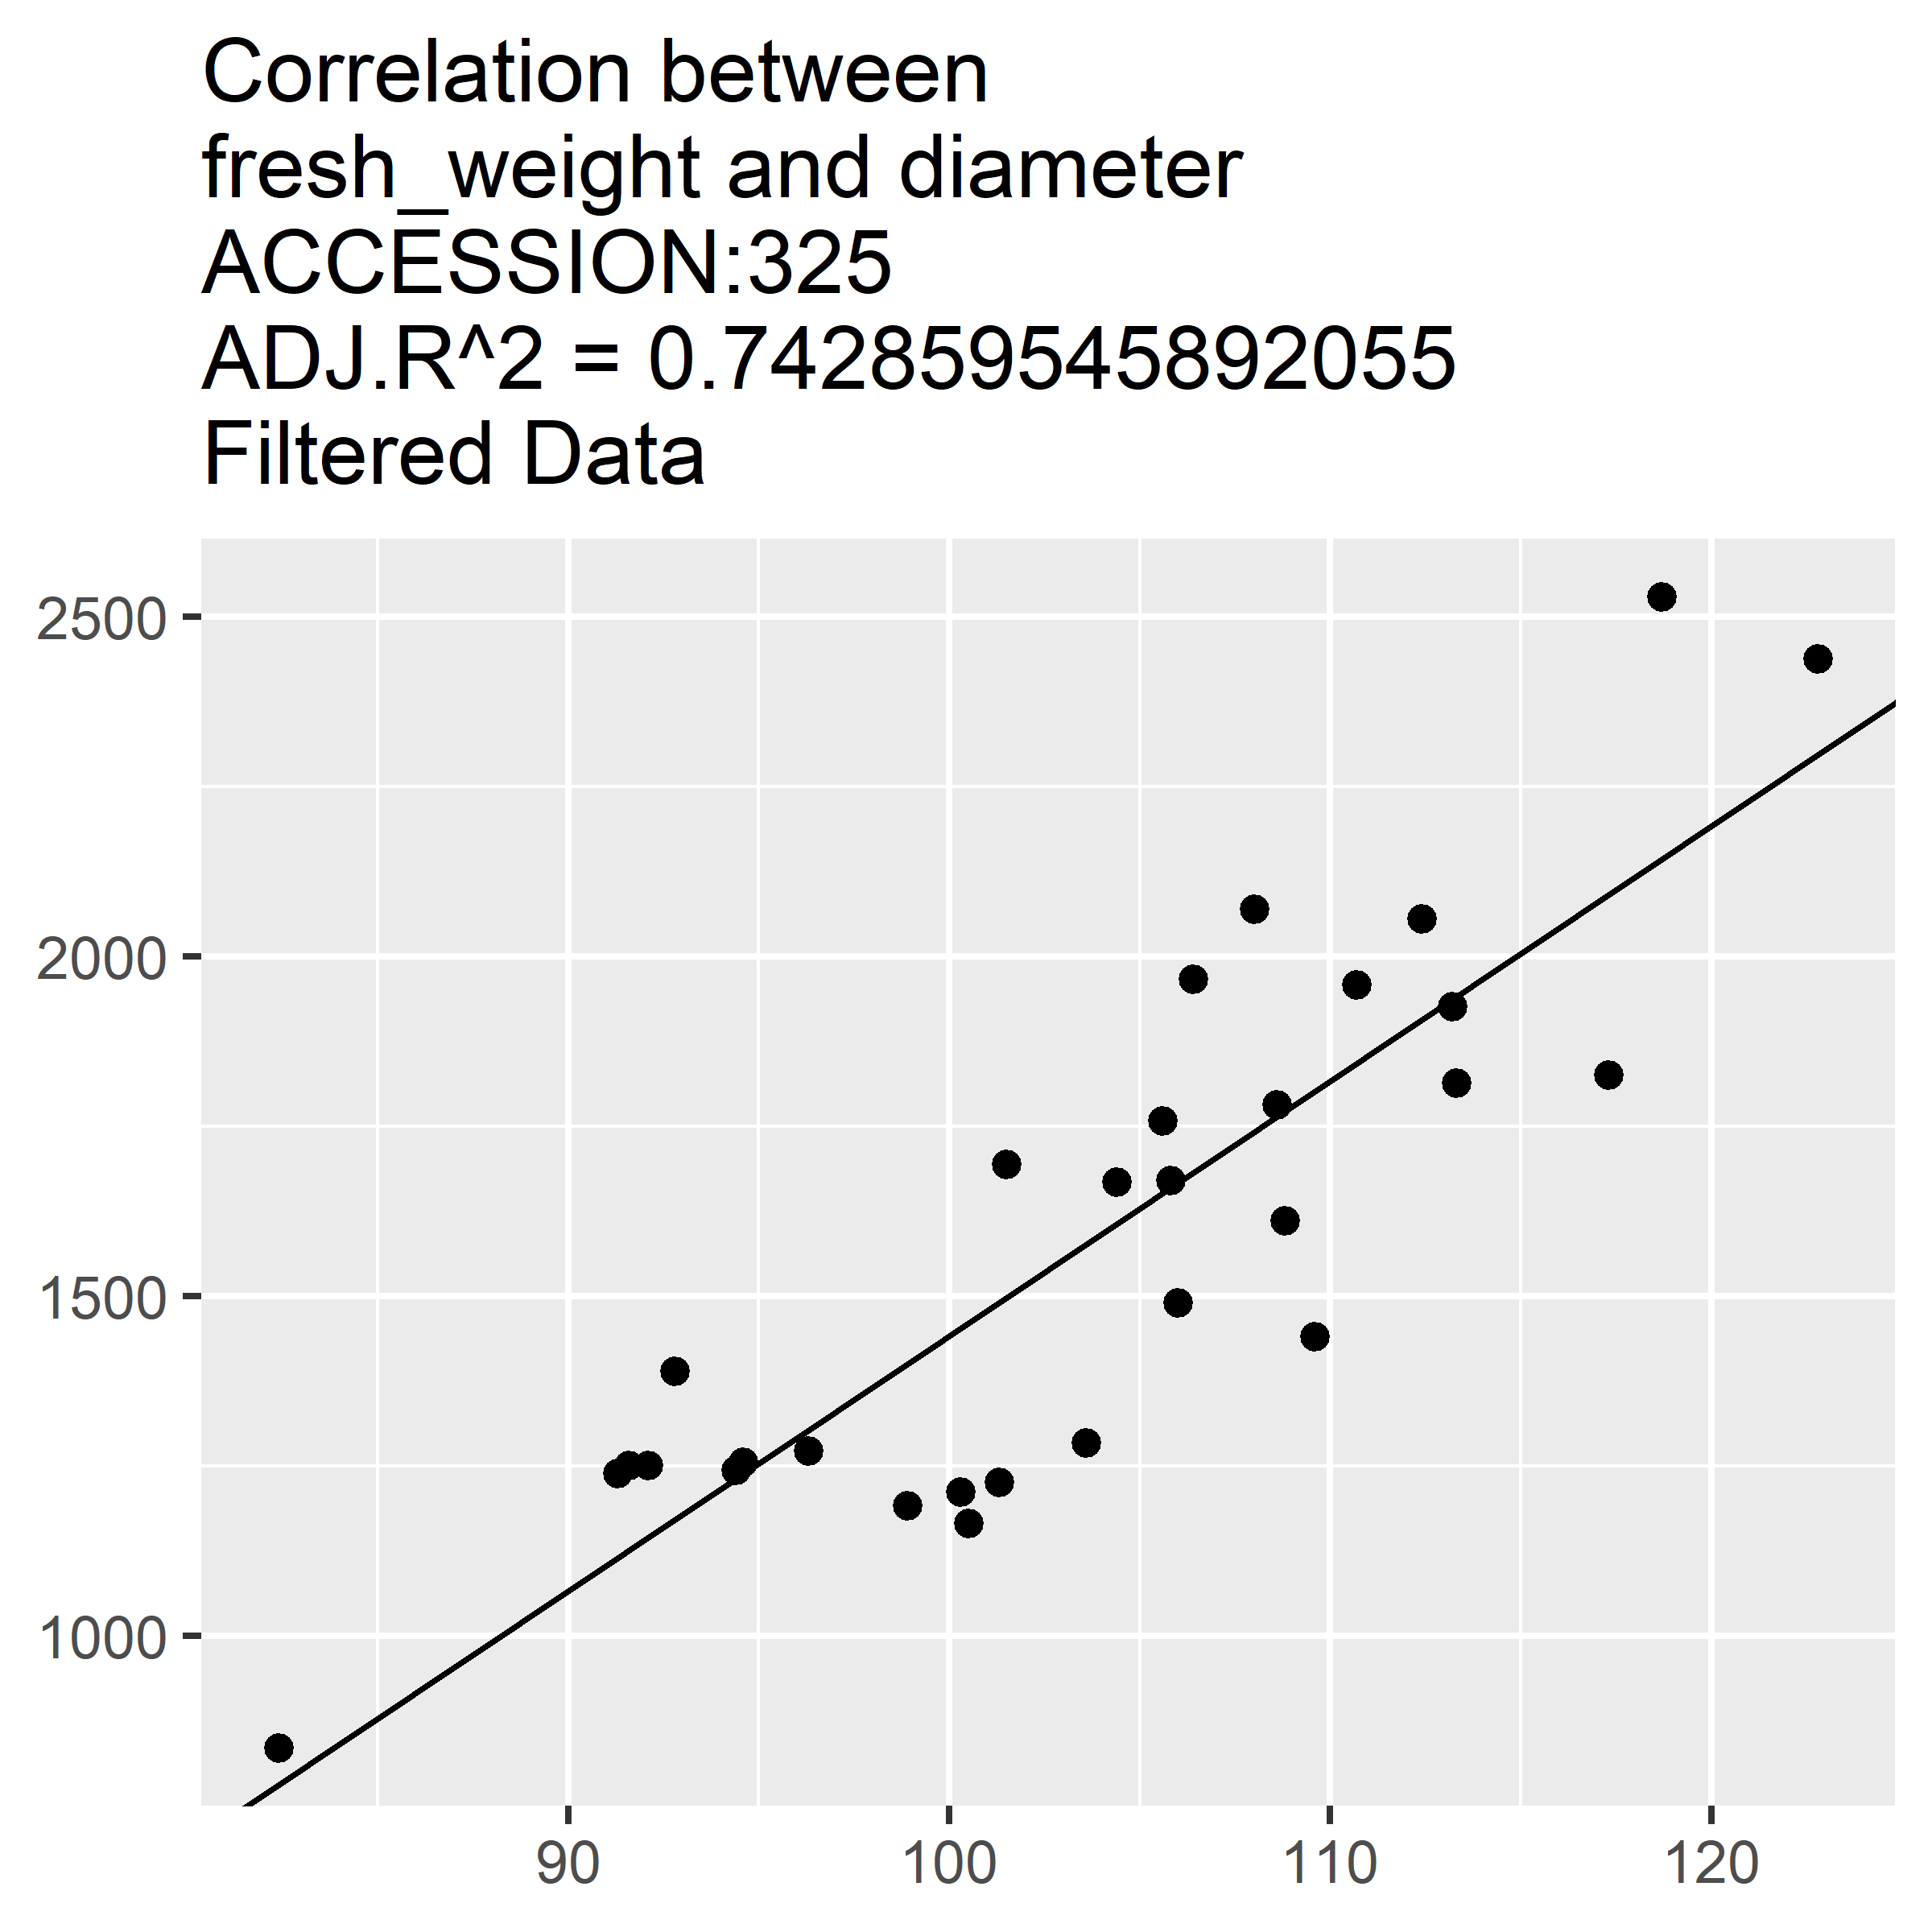 Correlation between
fresh_weight and diameter
ACCESSION:325
ADJ.R^2 = 0.742859545892055
Filtered Data
2500
2000
1500
1000
90 100 110 120